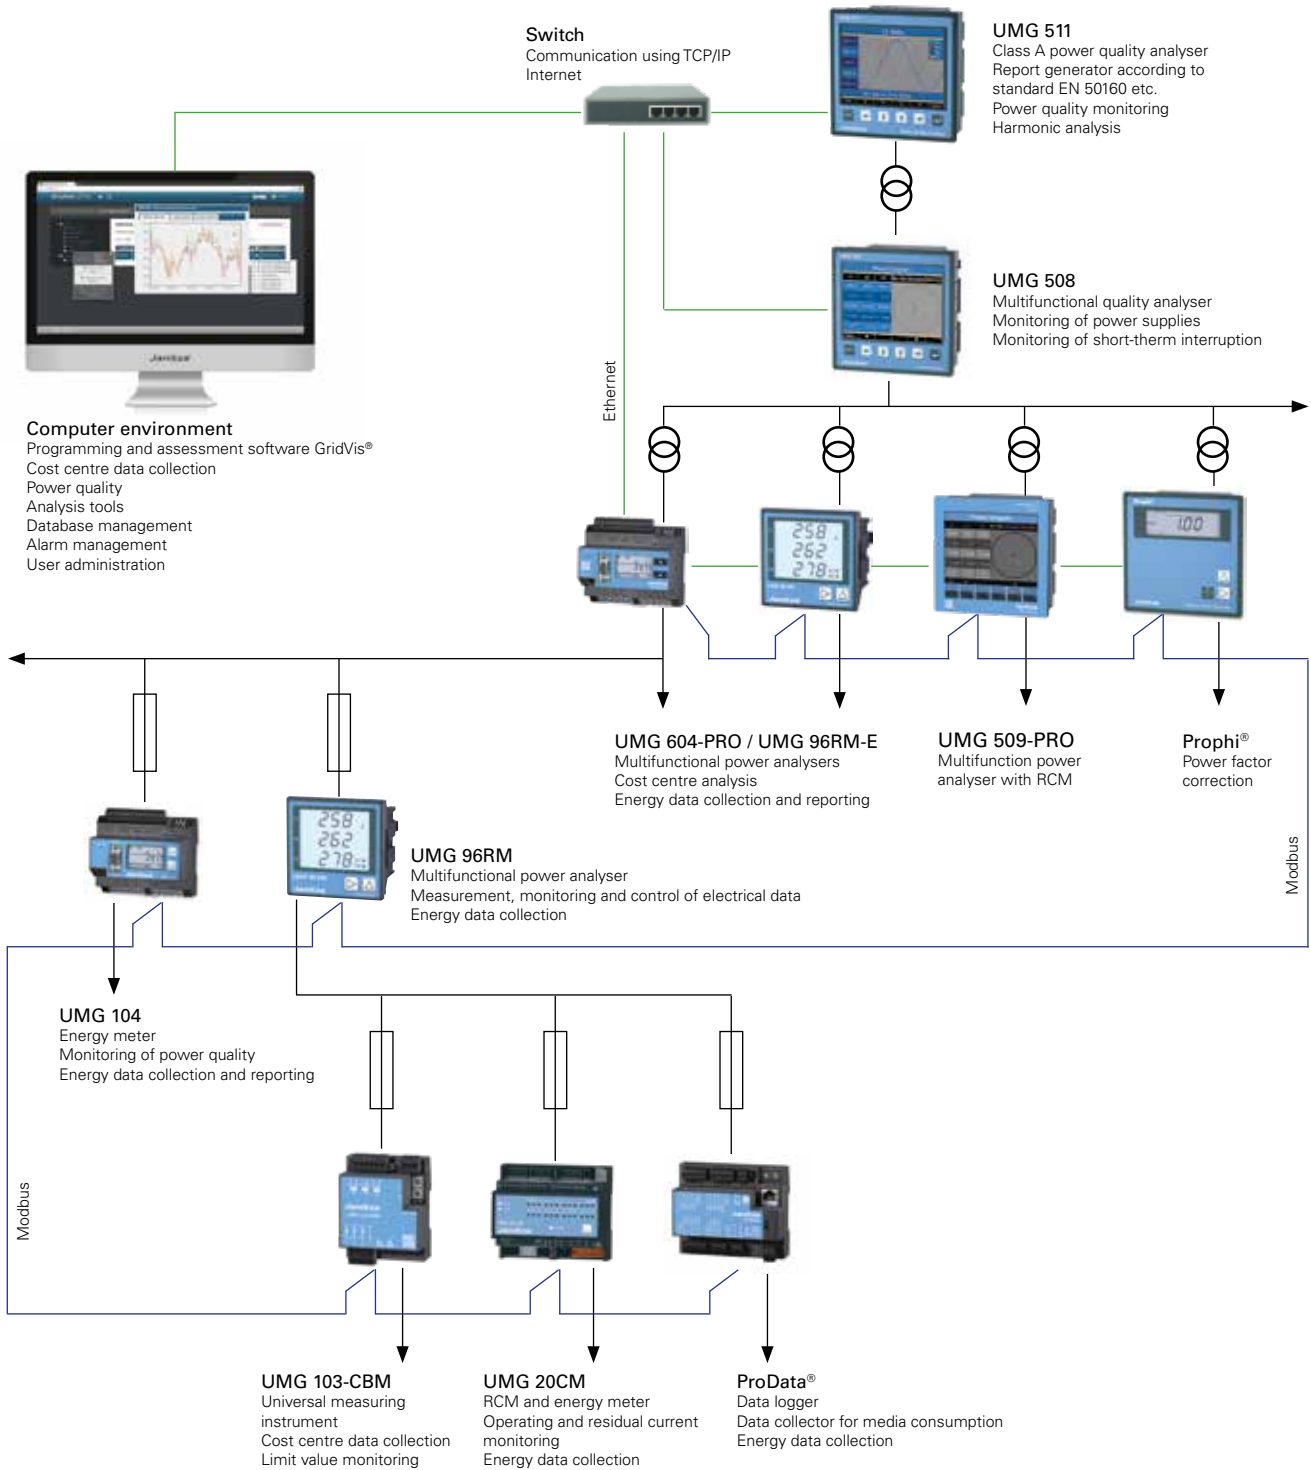 Switch
Communication using TCP/IP
Internet
UMG 511
Class A power quality analyser
Report generator according to
standard EN 50160 etc.
Power quality monitoring
Harmonic analysis
UMG 508
Multifunctional quality analyser
Monitoring of power supplies
Monitoring of short-therm interruption
Janitza
Ethernet
Computer environment
Programming and assessment software GridVis®
Cost centre data collection
Power quality
Analysis tools
Database management
Alarm management
User administration
258
262
278
1.00
UMG 604-PRO / UMG 96RM-E
Multifunctional power analysers
Cost centre analysis
Energy data collection and reporting
UMG 509-PRO
Multifunction power
analyser with RCM
Prophi®
Power factor
correction
Modbus
258
262
278
UMG 96RM
Multifunctional power analyser
Measurement, monitoring and control of electrical data
Energy data collection
UMG 104
Energy meter
Monitoring of power quality
Energy data collection and reporting
Modbus
UMG 103-CBM
Universal measuring
instrument
Cost centre data collection
Limit value monitoring
UMG 20CM
RCM and energy meter
Operating and residual current
monitoring
Energy data collection
ProData®
Data logger
Data collector for media consumption
Energy data collection